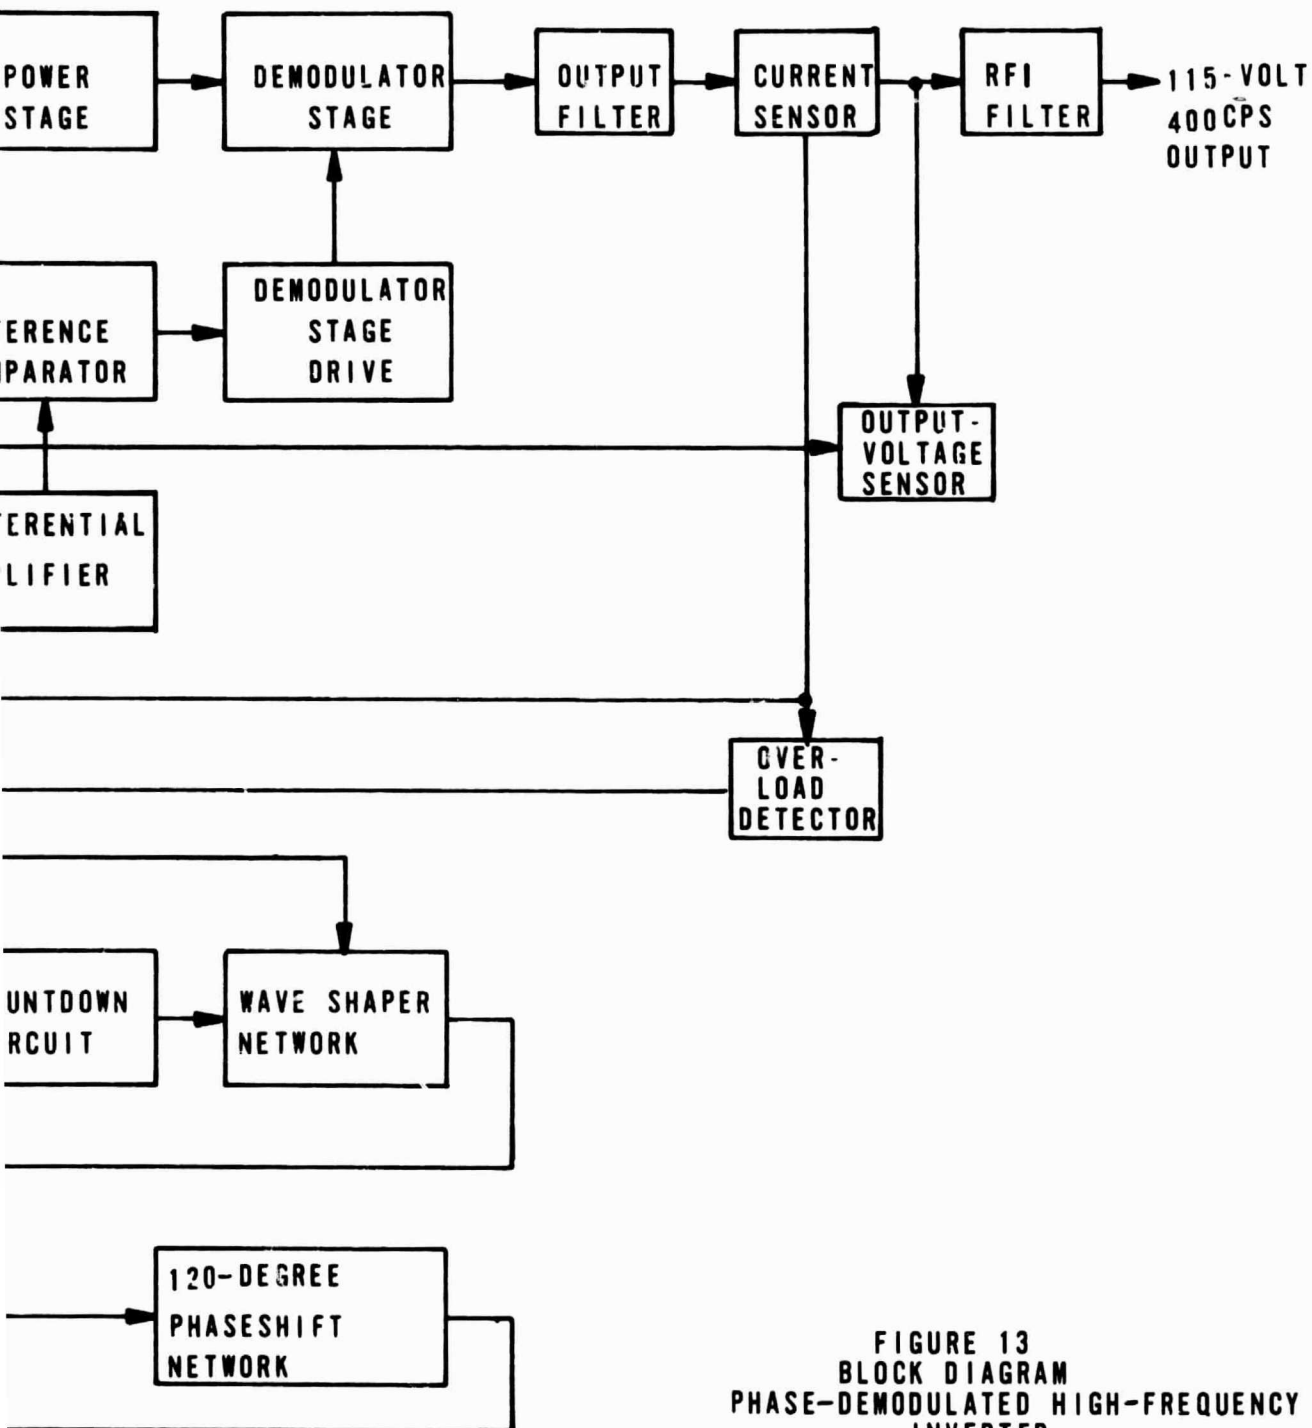 POWER
STAGE
DEMODULATOR
STAGE
OUTPUT
FILTER
CURRENT
SENSOR
RFI
FILTER
115-VOLT
400CPS
OUTPUT
ERENCE
PARATOR
DEMODULATOR
STAGE
DRIVE
OUTPUT-
VOLTAGE
SENSOR
ERENTIAL
LIFIER
OVER-
LOAD
DETECTOR
UNTDOWN
RCUIT
WAVE SHAPER
NETWORK
120-DEGREE
PHASESHIFT
NETWORK
FIGURE 13
BLOCK DIAGRAM
PHASE-DEMODULATED HIGH-FREQUENCY
INVERTER